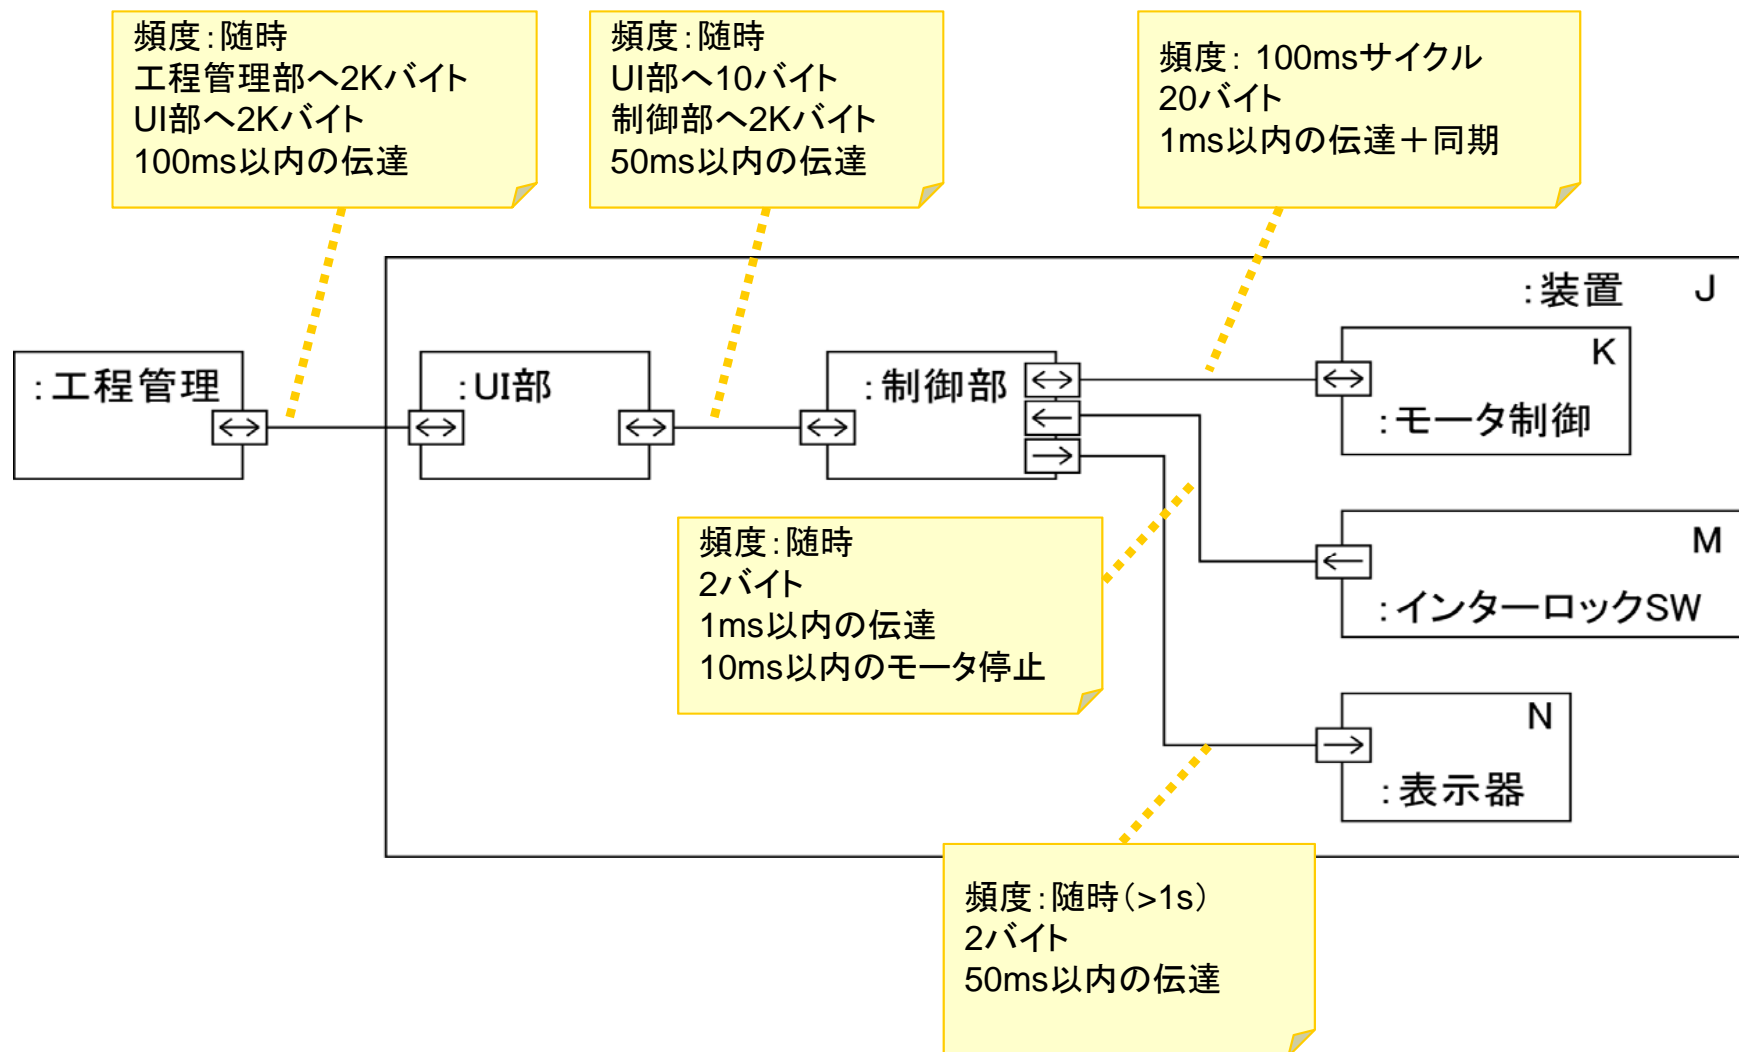 頻度：随時
工程管理部へ2Kバイト
UI部へ2Kバイト
100ms以内の伝達
頻度：随時
UI部へ10バイト
制御部へ2Kバイト
50ms以内の伝達
頻度： 100msサイクル
20バイト
1ms以内の伝達＋同期
：装置 J
：工程管理
：UI部
：制御部
K
：モータ制御
M
：インターロックSW
N
：表示器
頻度：随時
2バイト
1ms以内の伝達
10ms以内のモータ停止
頻度：随時（>1s）
2バイト
50ms以内の伝達